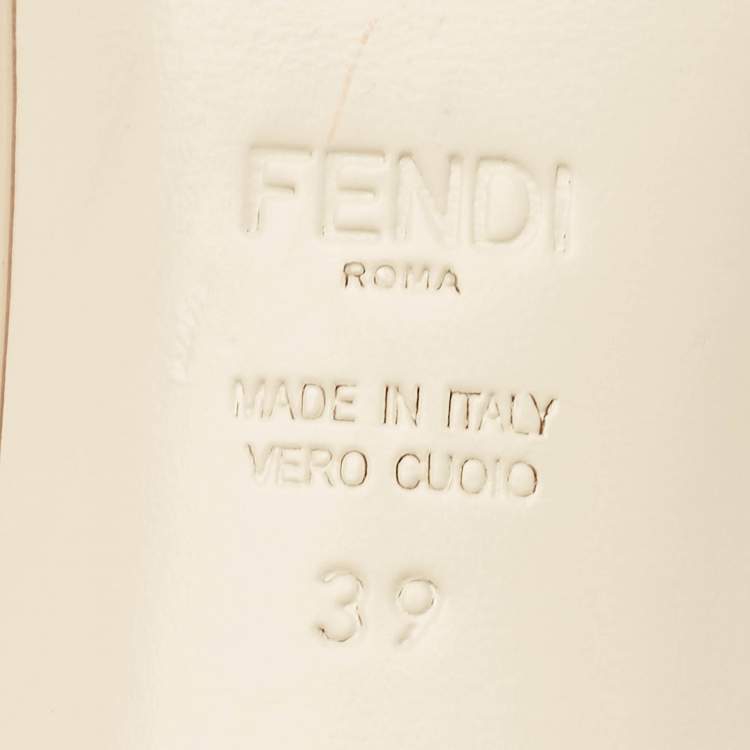 FENDI
ROMA
MADE IN ITALY
VERO CUOIO
39